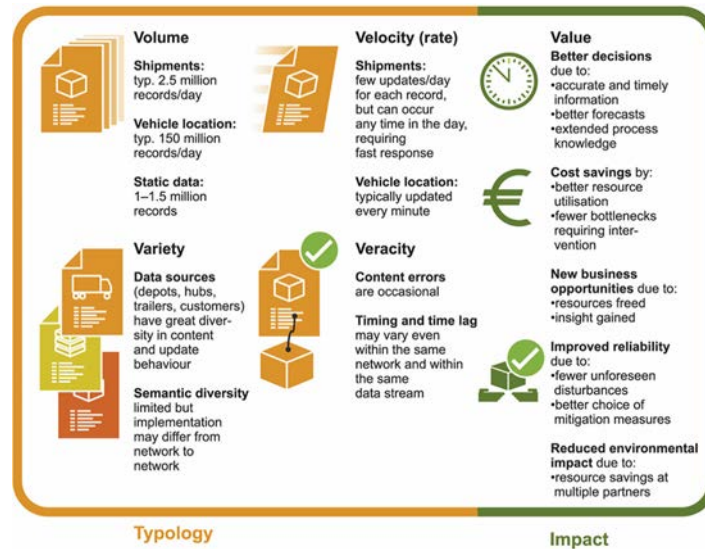 Volume
Shipments:
typ. 2.5 million
records/day
Vehicle location:
typ. 150 million
records/day
Static data:
1–1.5 million
records
Velocity (rate)
Shipments:
few updates/day
for each record,
but can occur
any time in the day,
requiring
fast response
Vehicle location:
typically updated
every minute
Variety
Data sources
(depots, hubs,
trailers, customers)
have great diver-
sity in content
and update
behaviour
Semantic diversity
limited but
implementation
may differ from
network to
network
Veracity
Content errors
are occasional
Timing and time lag
may vary even
within the same
network and within
the same
data stream
Value
Better decisions
due to:
•accurate and timely
information
•better forecasts
•extended process
knowledge
Cost savings by:
•better resource
utilisation
•fewer bottlenecks
requiring inter-
vention
New business
opportunities due to:
•resources freed
•insight gained
Improved reliability
due to:
•fewer unforeseen
disturbances
•better choice of
mitigation measures
Reduced environmental
impact due to:
•resource savings at
multiple partners
Typology
Impact